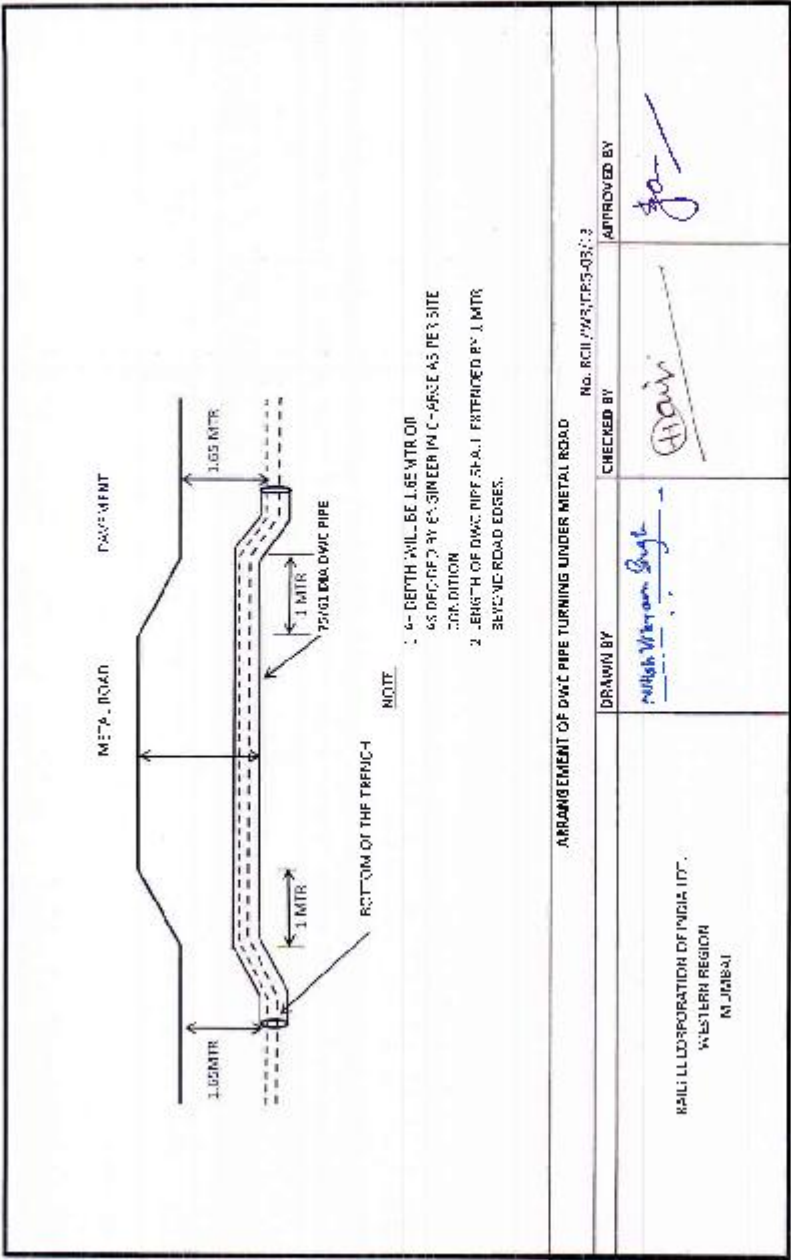 METAL ROAD
PAVEMENT
1.65MTR
1.65 MTR
1 MTR
1 MTR
75/61 DIA DWC PIPE
BOTTOM OF THE TRENCH
NOTE
1 DEPTH WILL BE 1.65 MTR OR
AS DECIDED BY ENGINEER IN CHARGE AS PER SITE
CONDITION
2 LENGTH OF DWC PIPE SHALL EXTENDED BY 1 MTR
BEYOND ROAD EDGES.
ARRANGEMENT OF DWC PIPE TURNING UNDER METAL ROAD
No. RCIL/WR/
DRAWN BY
CHECKED BY
APPROVED BY
RAILTEL CORPORATION OF INDIA LTD.
WESTERN REGION
MUMBAI